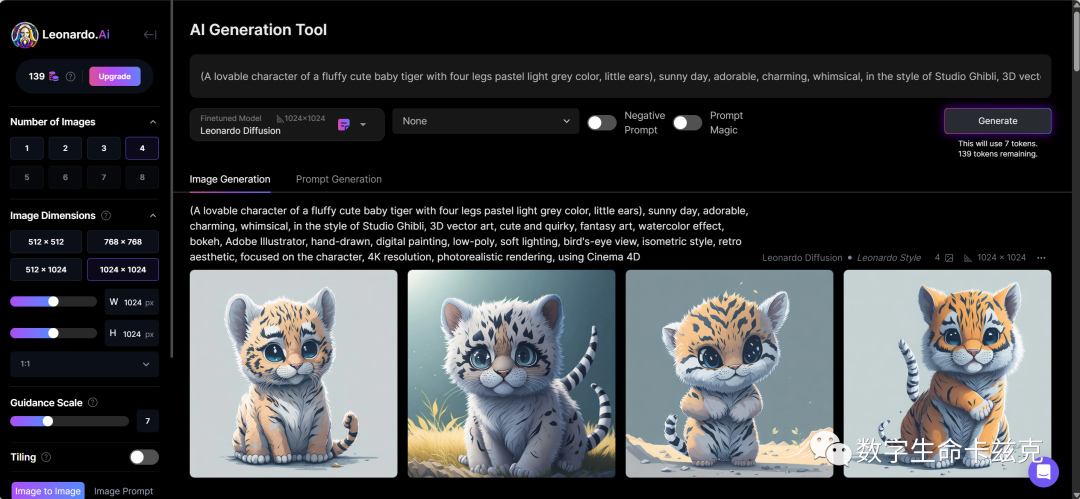 Leonardo.Ai
AI Generation Tool
139
Upgrade
(A lovable character of a fluffy cute baby tiger with four legs pastel light grey color, little ears), sunny day, adorable, charming, whimsical, in the style of Studio Ghibli, 3D vect
Number of Images
1 2 3 4
5 6 7 8
Finetuned Model 1024×1024
Leonardo Diffusion
None
Negative
Prompt
Prompt
Magic
Generate
This will use 7 tokens.
139 tokens remaining.
Image Generation
Prompt Generation
Image Dimensions
512 × 512 768 × 768
512 × 1024 1024 × 1024
W 1024 px
H 1024 px
1:1
Guidance Scale
7
Tiling
Image to Image Image Prompt
(A lovable character of a fluffy cute baby tiger with four legs pastel light grey color, little ears), sunny day, adorable,
charming, whimsical, in the style of Studio Ghibli, 3D vector art, cute and quirky, fantasy art, watercolor effect,
bokeh, Adobe Illustrator, hand-drawn, digital painting, low-poly, soft lighting, bird's-eye view, isometric style, retro
aesthetic, focused on the character, 4K resolution, photorealistic rendering, using Cinema 4D
Leonardo Diffusion • Leonardo Style 4 1024 × 1024 ···
数字生命卡兹克